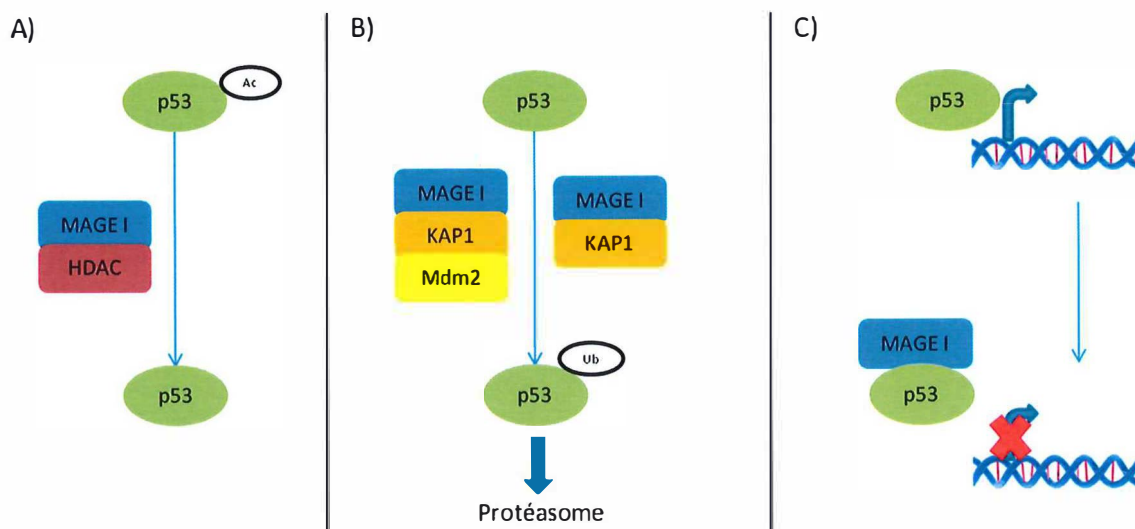 A)
p53
Ac
MAGE I
HDAC
p53
B)
p53
MAGE I
KAP1
Mdm2
MAGE I
KAP1
Ub
p53
Protéasome
C)
p53
MAGE I
p53